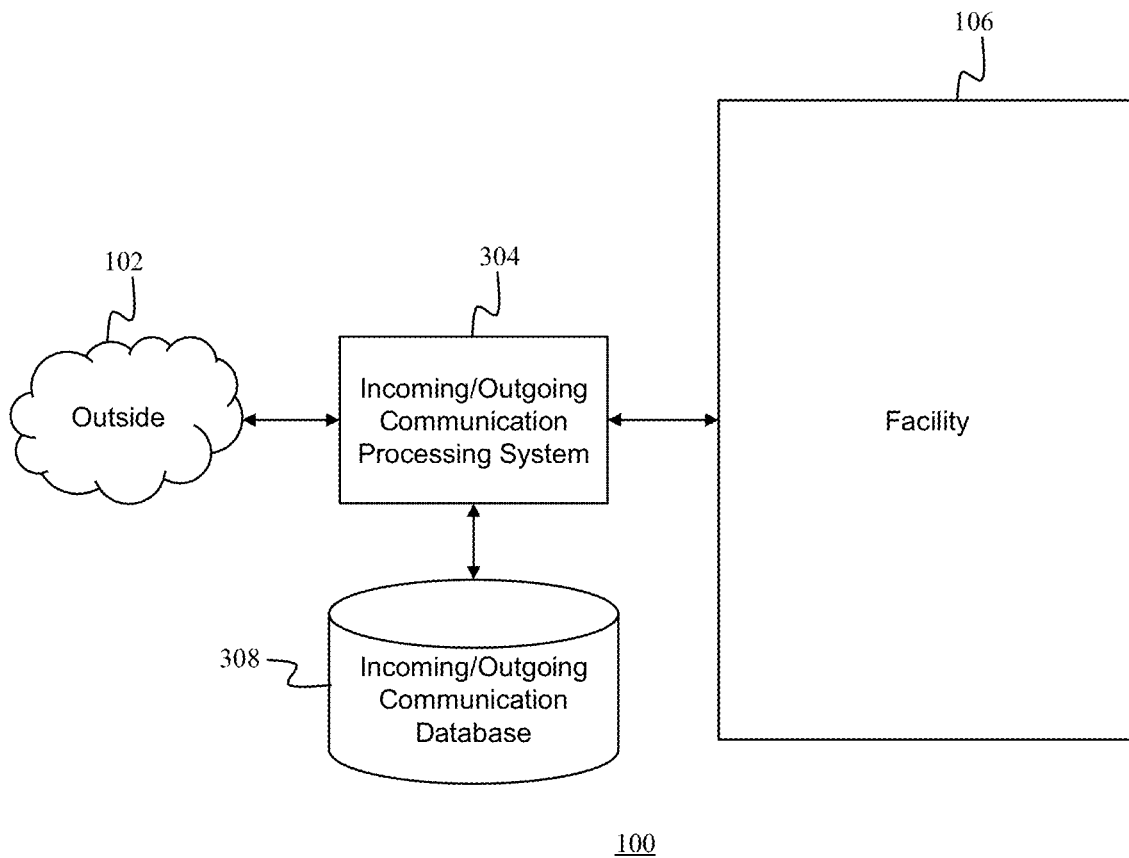 106
102
304
Outside
Incoming/Outgoing
Communication
Processing System
Facility
308
Incoming/Outgoing
Communication
Database
100